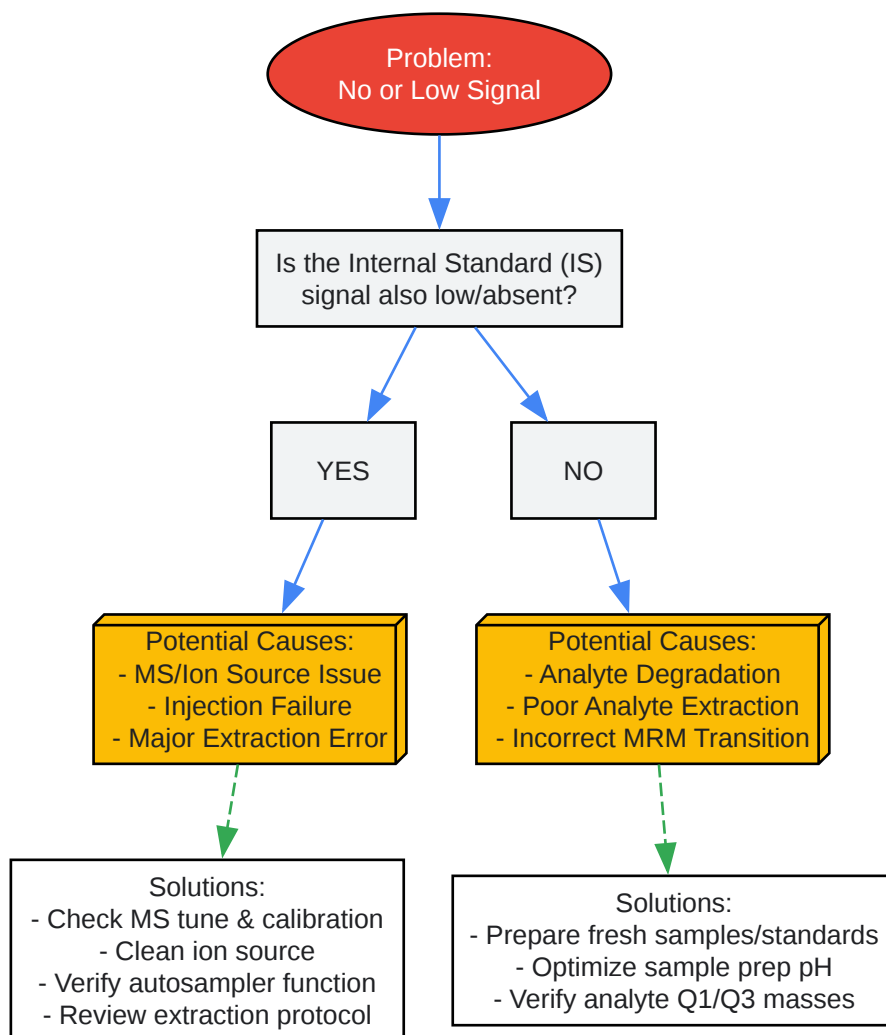 Problem:
No or Low Signal
Is the Internal Standard (IS)
signal also low/absent?
YES
NO
Potential Causes:
- MS/Ion Source Issue
- Injection Failure
- Major Extraction Error
Potential Causes:
- Analyte Degradation
- Poor Analyte Extraction
- Incorrect MRM Transition
Solutions:
- Check MS tune & calibration
- Clean ion source
- Verify autosampler function
- Review extraction protocol
Solutions:
- Prepare fresh samples/standards
- Optimize sample prep pH
- Verify analyte Q1/Q3 masses